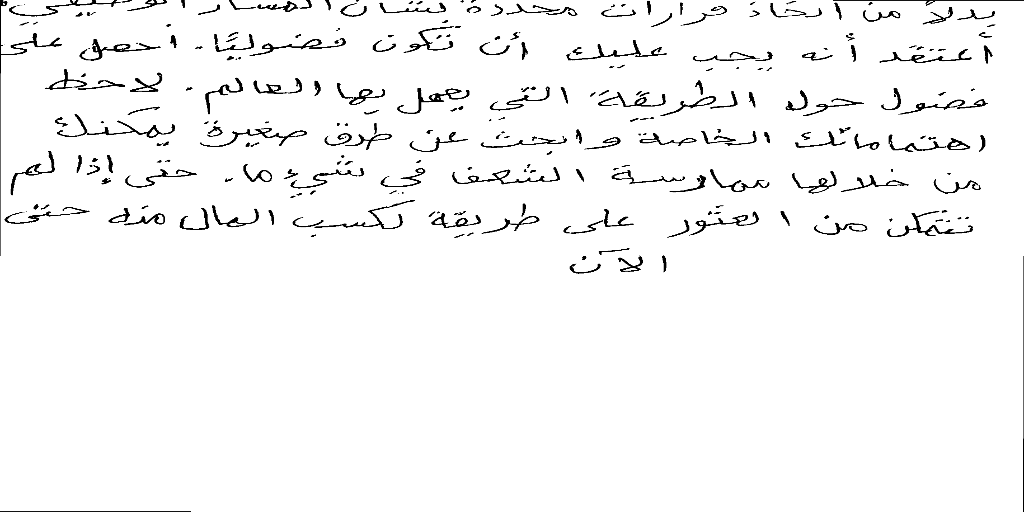 بدلاً من اتخاذ قرارات محددة بشأن المسار الوظيفي،
أعتقد أنه يجب عليك أن تكون فضوليًا. احصل على
فضول حول الطريقة التي يعمل بها العالم. لاحظ
اهتماماتك الخاصة وابحث عن طرق صغيرة يمكنك
من خلالها ممارسة الشغف في شيء ما. حتى إذا لم
تتمكن من العثور على طريقة لكسب المال منه حتى
الآن